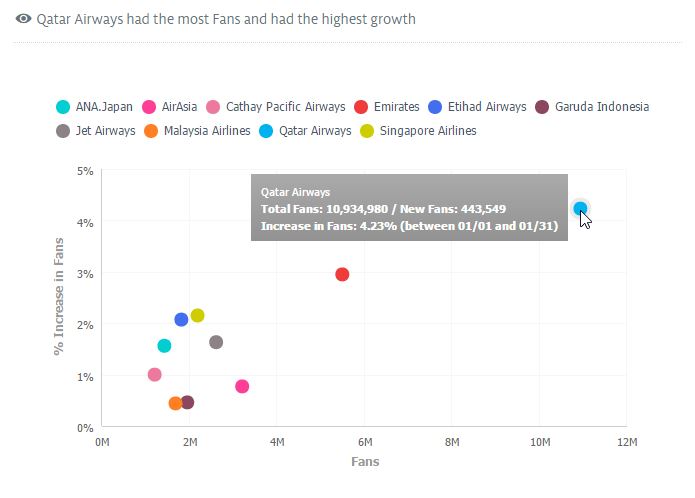 Qatar Airways had the most Fans and had the highest growth
ANA.Japan AirAsia Cathay Pacific Airways Emirates Etihad Airways Garuda Indonesia
Jet Airways Malaysia Airlines Qatar Airways Singapore Airlines
5%
4%
3%
2%
1%
0%
% Increase in Fans
Qatar Airways
Total Fans: 10,934,980 / New Fans: 443,549
Increase in Fans: 4.23% (between 01/01 and 01/31)
0M 2M 4M 6M 8M 10M 12M
Fans